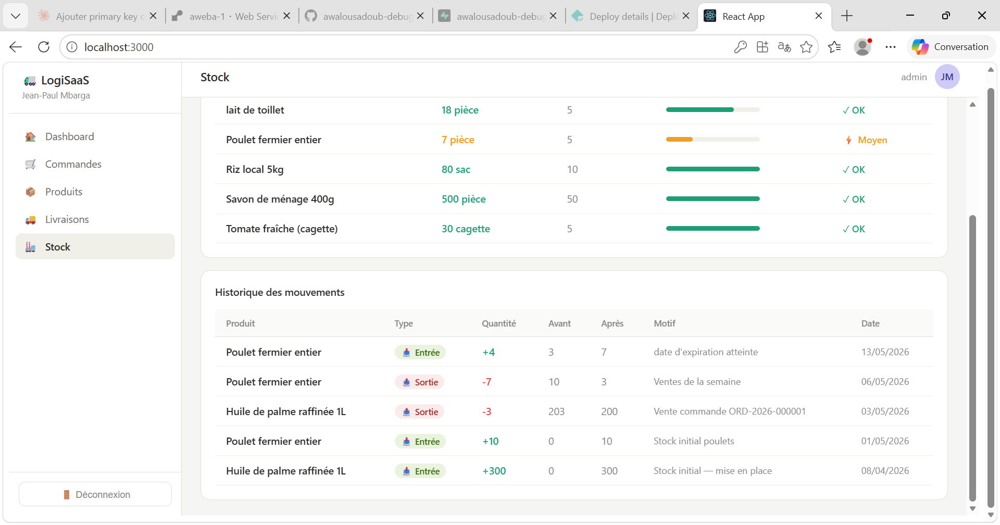 Ajouter primary key c
aweba-1 • Web Servic
awalousadoub-debug
awalousadoub-debug
Deploy details | Deplo
React App
localhost:3000
Conversation
LogiSaaS
Jean-Paul Mbarga
Dashboard
Commandes
Produits
Livraisons
Stock
Déconnexion
Stock
admin JM
lait de toillet 18 pièce 5 ✓ OK
Poulet fermier entier 7 pièce 5 Moyen
Riz local 5kg 80 sac 10 ✓ OK
Savon de ménage 400g 500 pièce 50 ✓ OK
Tomate fraîche (cagette) 30 cagette 5 ✓ OK
Historique des mouvements
Produit Type Quantité Avant Après Motif Date
Poulet fermier entier Entrée +4 3 7 date d'expiration atteinte 13/05/2026
Poulet fermier entier Sortie -7 10 3 Ventes de la semaine 06/05/2026
Huile de palme raffinée 1L Sortie -3 203 200 Vente commande ORD-2026-000001 03/05/2026
Poulet fermier entier Entrée +10 0 10 Stock initial poulets 01/05/2026
Huile de palme raffinée 1L Entrée +300 0 300 Stock initial — mise en place 08/04/2026